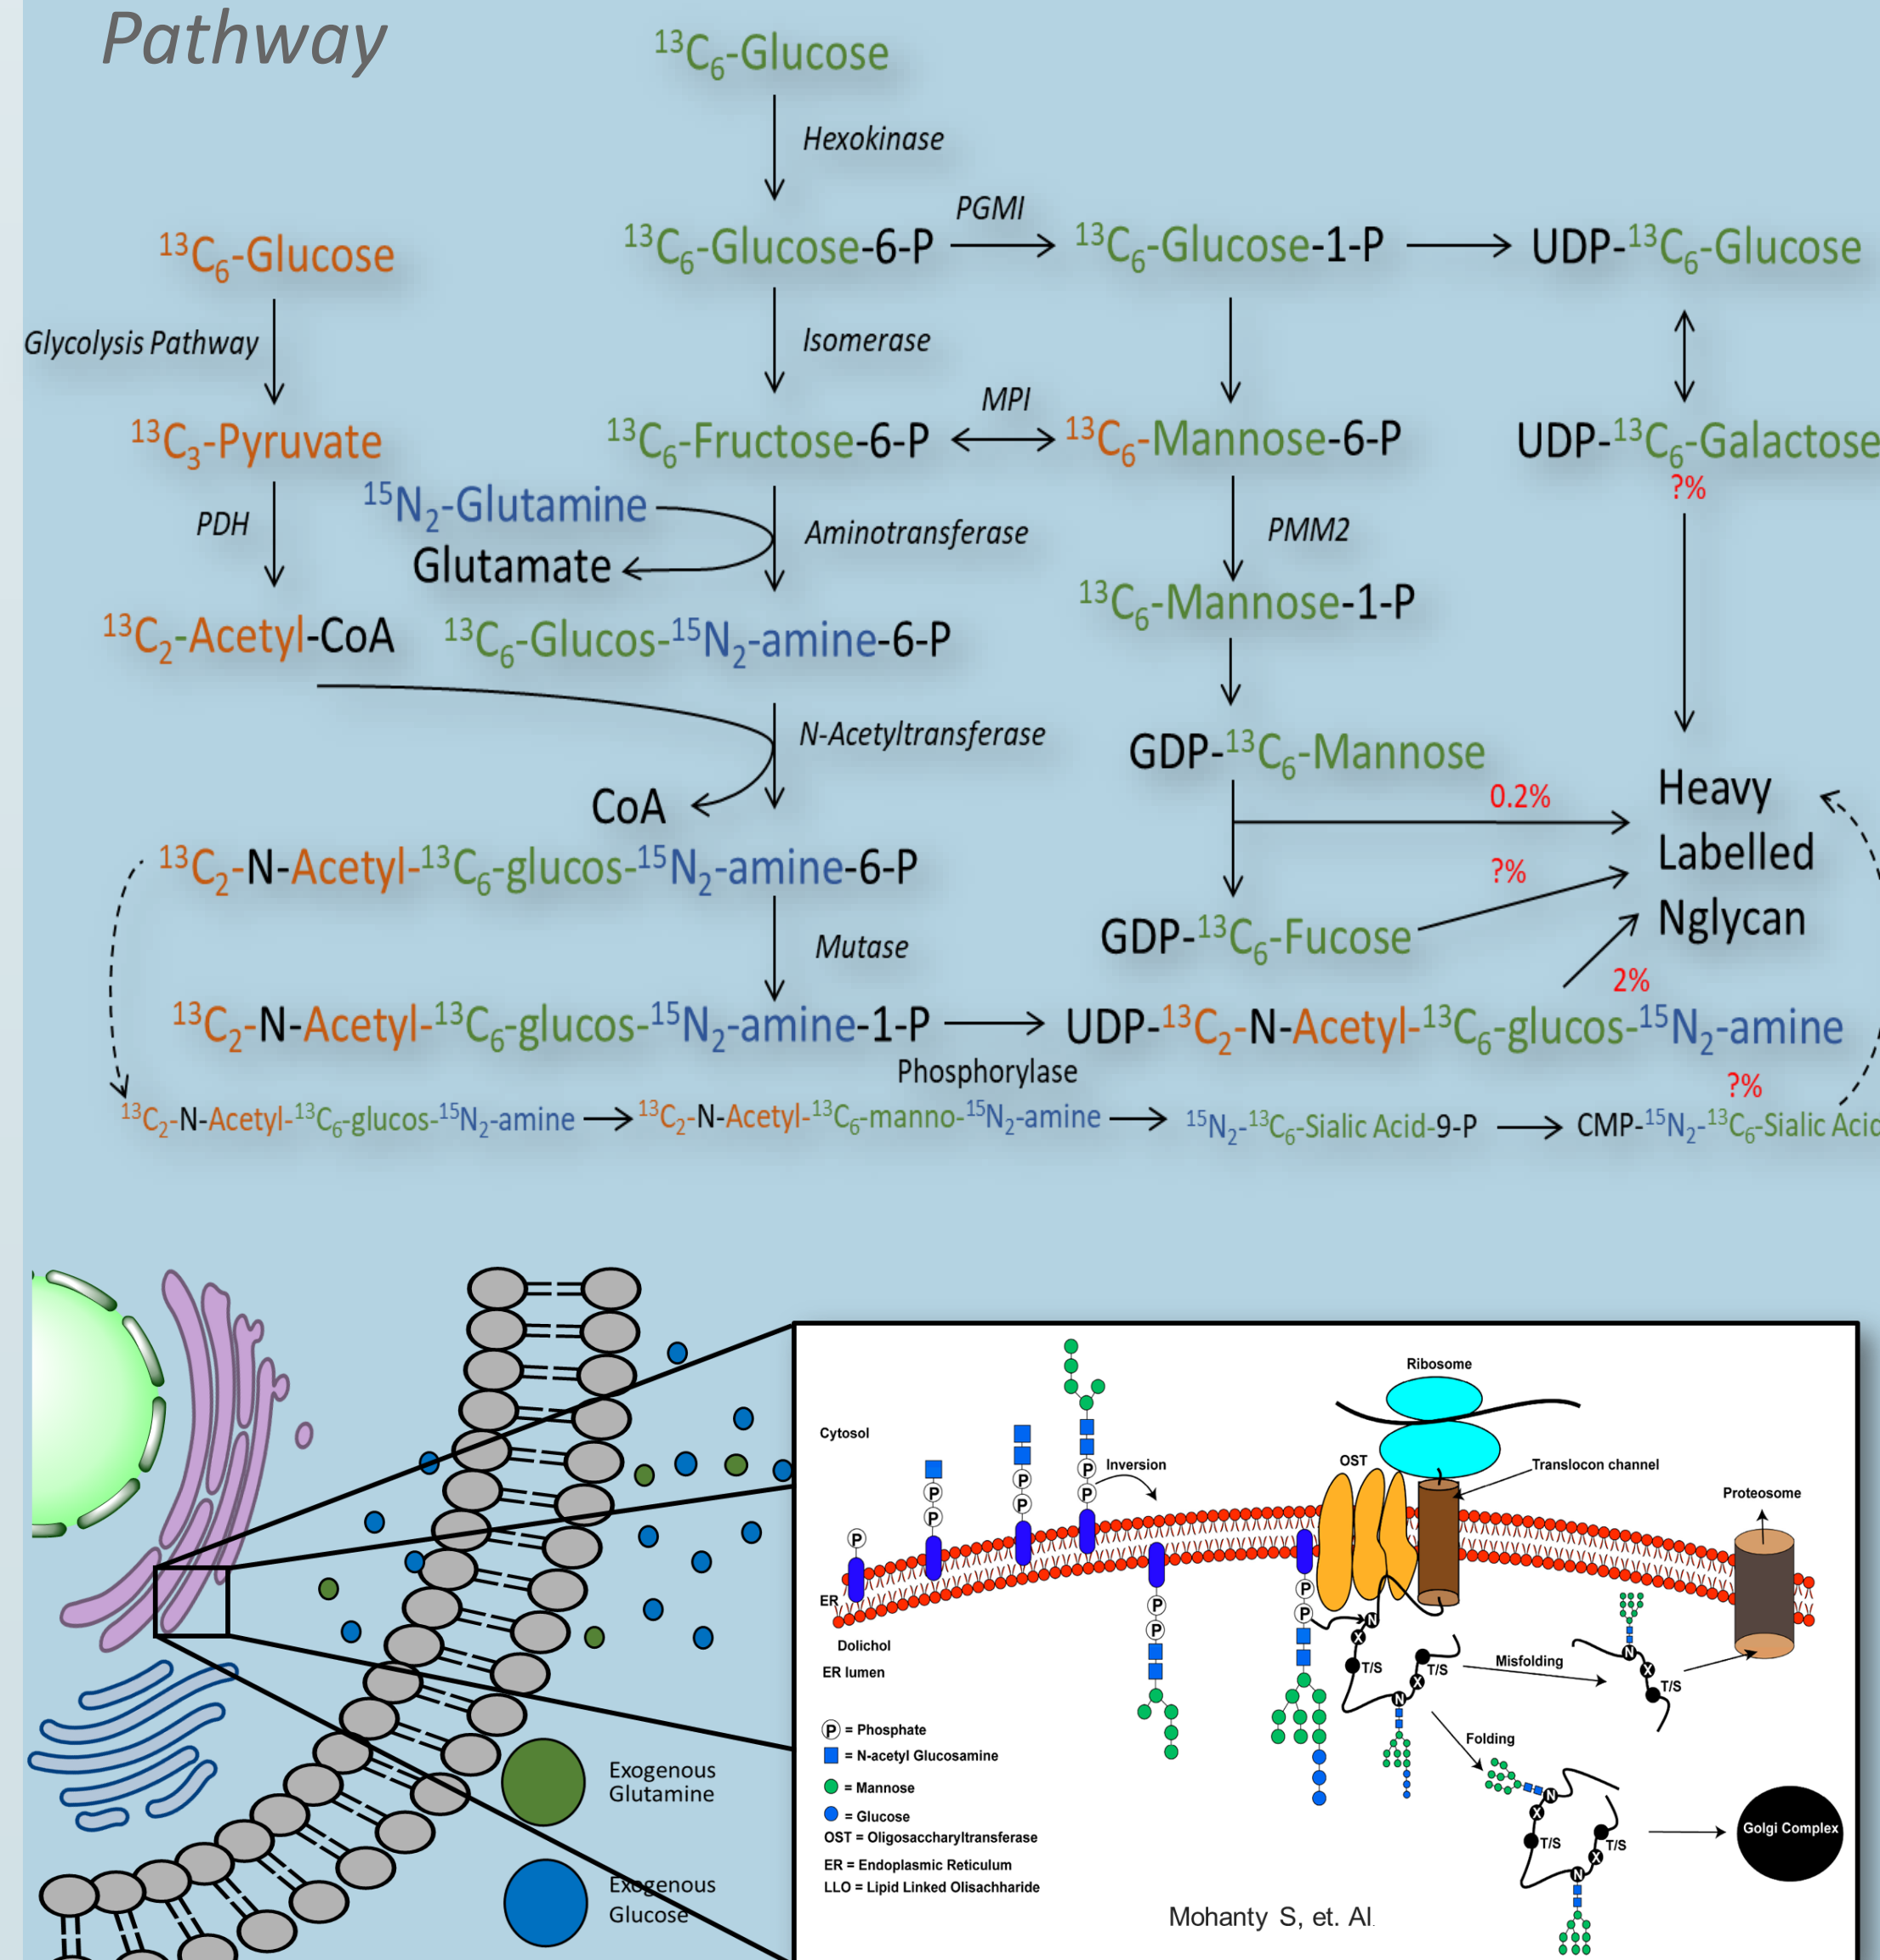 Pathway
¹³C₆-Glucose
Hexokinase
¹³C₆-Glucose
¹³C₆-Glucose-6-P
PGMI
¹³C₆-Glucose-1-P
UDP-¹³C₆-Glucose
Glycolysis Pathway
Isomerase
¹³C₃-Pyruvate
¹³C₆-Fructose-6-P
MPI
¹³C₆-Mannose-6-P
UDP-¹³C₆-Galactose
?%
PDH
¹⁵N₂-Glutamine
Glutamate
Aminotransferase
PMM2
¹³C₂-Acetyl-CoA
¹³C₆-Glucos-¹⁵N₂-amine-6-P
¹³C₆-Mannose-1-P
N-Acetyltransferase
CoA
GDP-¹³C₆-Mannose
0.2%
Heavy
Labelled
Nglycan
¹³C₂-N-Acetyl-¹³C₆-glucos-¹⁵N₂-amine-6-P
?%
Mutase
GDP-¹³C₆-Fucose
2%
¹³C₂-N-Acetyl-¹³C₆-glucos-¹⁵N₂-amine-1-P
UDP-¹³C₂-N-Acetyl-¹³C₆-glucos-¹⁵N₂-amine
Phosphorylase
?%
¹³C₂-N-Acetyl-¹³C₆-glucos-¹⁵N₂-amine
¹³C₂-N-Acetyl-¹³C₆-manno-¹⁵N₂-amine
¹⁵N₂-¹³C₆-Sialic Acid-9-P
CMP-¹⁵N₂-¹³C₆-Sialic Acid
Exogenous
Glutamine
Exogenous
Glucose
Cytosol
Inversion
Ribosome
OST
Translocon channel
Proteosome
P
P
P
P
P
P
P
ER
Dolichol
ER lumen
P
P
P
P
N
X
T/S
T/S
X
N
Misfolding
N
X
T/S
Folding
N
X
T/S
T/S
X
N
Golgi Complex
P = Phosphate
= N-acetyl Glucosamine
= Mannose
= Glucose
OST = Oligosaccharyltransferase
ER = Endoplasmic Reticulum
LLO = Lipid Linked Olisachharide
Mohanty S, et. Al.